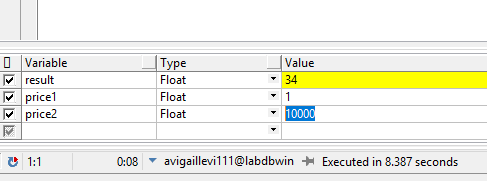 Variable Type Value
result Float 34
price1 Float 1
price2 Float 10000
1:1 0:08 avigaillevi111@labdbwin Executed in 8.387 seconds